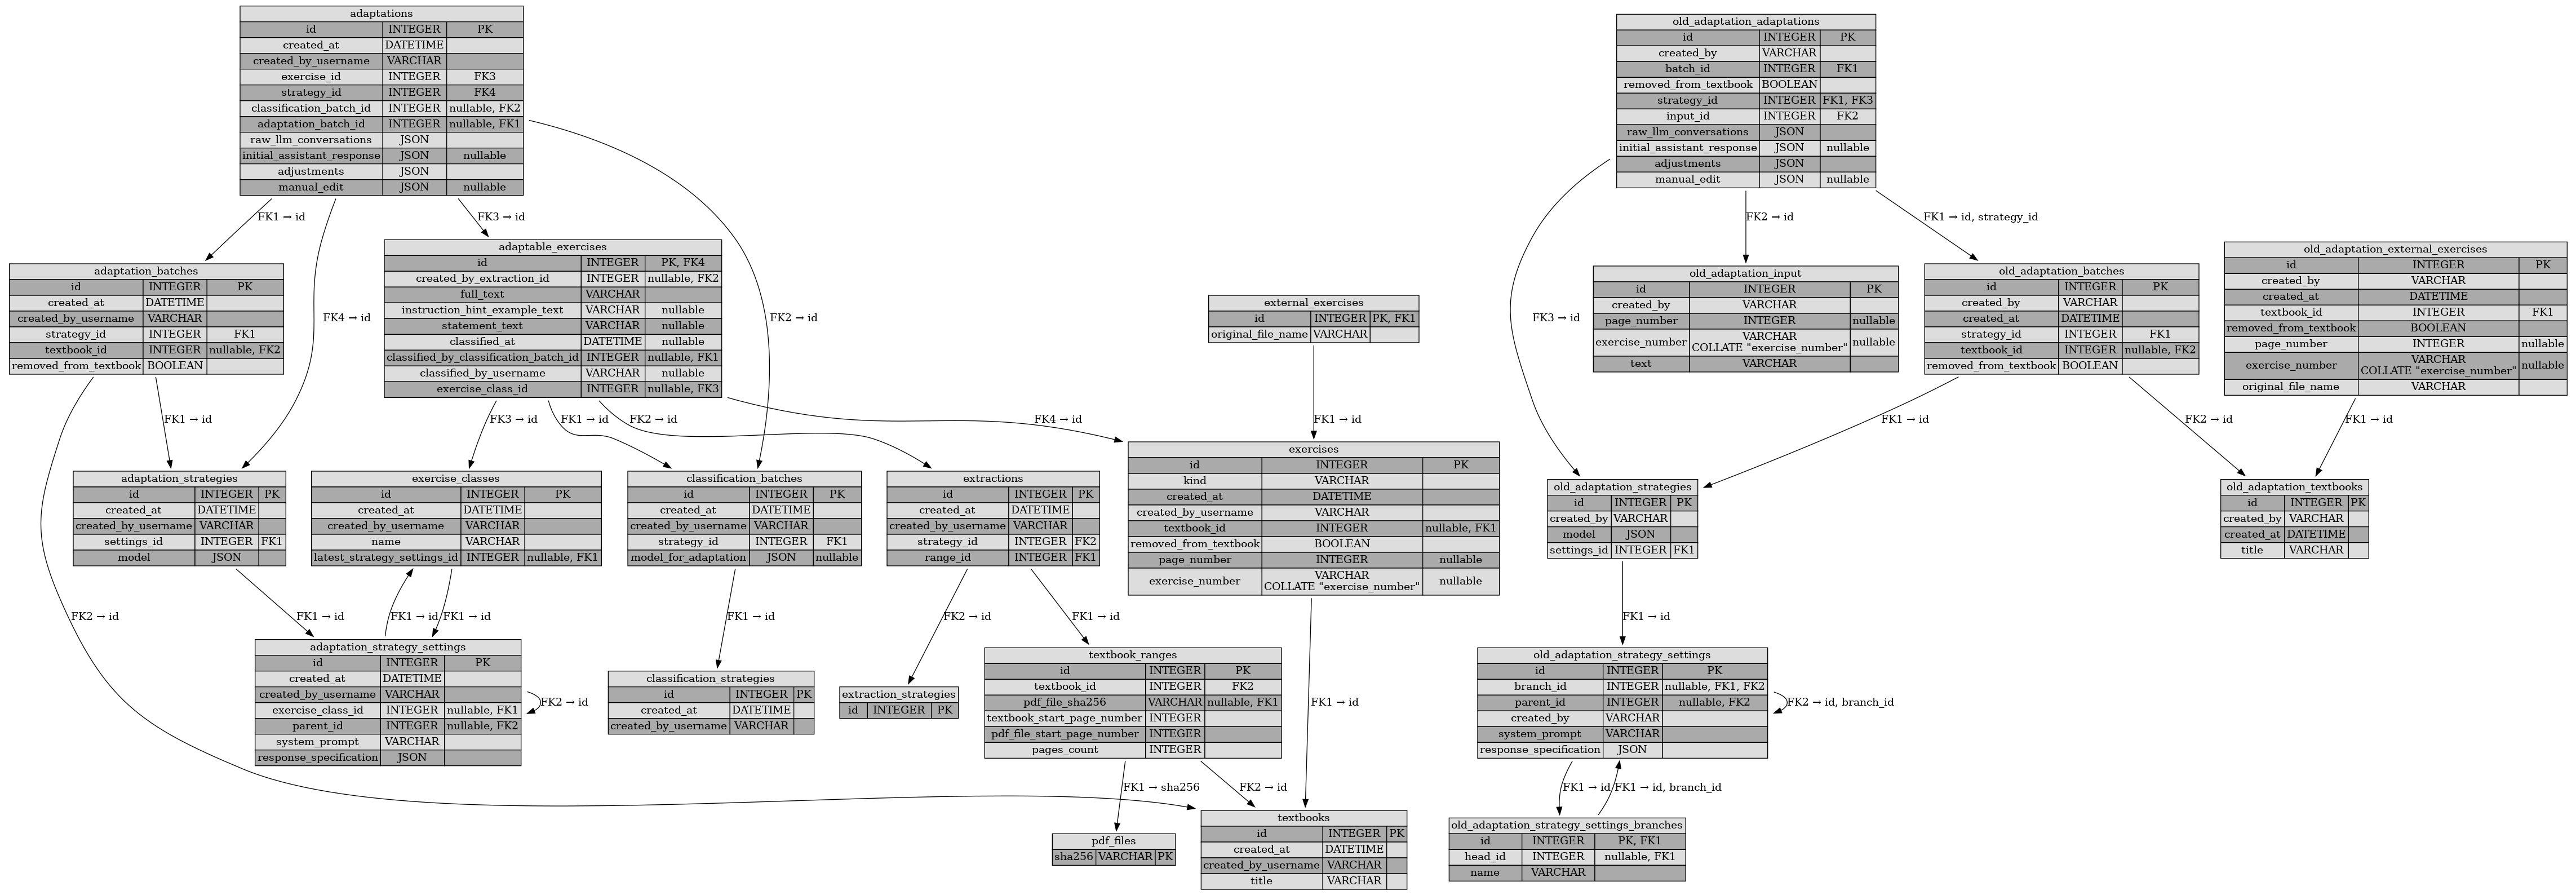 adaptations
id INTEGER PK
created_at DATETIME
created_by_username VARCHAR
exercise_id INTEGER FK3
strategy_id INTEGER FK4
classification_batch_id INTEGER nullable, FK2
adaptation_batch_id INTEGER nullable, FK1
raw_llm_conversations JSON
initial_assistant_response JSON nullable
adjustments JSON
manual_edit JSON nullable
old_adaptation_adaptations
id INTEGER PK
created_by VARCHAR
batch_id INTEGER FK1
removed_from_textbook BOOLEAN
strategy_id INTEGER FK1, FK3
input_id INTEGER FK2
raw_llm_conversations JSON
initial_assistant_response JSON nullable
adjustments JSON
manual_edit JSON nullable
FK1 → id
FK3 → id
FK2 → id
FK1 → id, strategy_id
adaptation_batches
id INTEGER PK
created_at DATETIME
created_by_username VARCHAR
strategy_id INTEGER FK1
textbook_id INTEGER nullable, FK2
removed_from_textbook BOOLEAN
FK4 → id
adaptable_exercises
id INTEGER PK, FK4
created_by_extraction_id INTEGER nullable, FK2
full_text VARCHAR
instruction_hint_example_text VARCHAR nullable
statement_text VARCHAR nullable
classified_at DATETIME nullable
classified_by_classification_batch_id INTEGER nullable, FK1
classified_by_username VARCHAR nullable
exercise_class_id INTEGER nullable, FK3
FK2 → id
external_exercises
id INTEGER PK, FK1
original_file_name VARCHAR
FK3 → id
old_adaptation_input
id INTEGER PK
created_by VARCHAR
page_number INTEGER nullable
exercise_number VARCHAR COLLATE "exercise_number" nullable
text VARCHAR
old_adaptation_batches
id INTEGER PK
created_by VARCHAR
created_at DATETIME
strategy_id INTEGER FK1
textbook_id INTEGER nullable, FK2
removed_from_textbook BOOLEAN
old_adaptation_external_exercises
id INTEGER PK
created_by VARCHAR
created_at DATETIME
textbook_id INTEGER FK1
removed_from_textbook BOOLEAN
page_number INTEGER nullable
exercise_number VARCHAR COLLATE "exercise_number" nullable
original_file_name VARCHAR
FK1 → id
FK3 → id
FK1 → id
FK2 → id
FK4 → id
FK1 → id
FK1 → id
FK2 → id
FK1 → id
adaptation_strategies
id INTEGER PK
created_at DATETIME
created_by_username VARCHAR
settings_id INTEGER FK1
model JSON
exercise_classes
id INTEGER PK
created_at DATETIME
created_by_username VARCHAR
name VARCHAR
latest_strategy_settings_id INTEGER nullable, FK1
classification_batches
id INTEGER PK
created_at DATETIME
created_by_username VARCHAR
strategy_id INTEGER FK1
model_for_adaptation JSON nullable
extractions
id INTEGER PK
created_at DATETIME
created_by_username VARCHAR
strategy_id INTEGER FK2
range_id INTEGER FK1
exercises
id INTEGER PK
kind VARCHAR
created_at DATETIME
created_by_username VARCHAR
textbook_id INTEGER nullable, FK1
removed_from_textbook BOOLEAN
page_number INTEGER nullable
exercise_number VARCHAR COLLATE "exercise_number" nullable
old_adaptation_strategies
id INTEGER PK
created_by VARCHAR
model JSON
settings_id INTEGER FK1
old_adaptation_textbooks
id INTEGER PK
created_by VARCHAR
created_at DATETIME
title VARCHAR
FK2 → id
FK1 → id
FK1 → id
FK1 → id
FK1 → id
FK2 → id
FK1 → id
FK1 → id
adaptation_strategy_settings
id INTEGER PK
created_at DATETIME
created_by_username VARCHAR
exercise_class_id INTEGER nullable, FK1
parent_id INTEGER nullable, FK2
system_prompt VARCHAR
response_specification JSON
FK2 → id
classification_strategies
id INTEGER PK
created_at DATETIME
created_by_username VARCHAR
extraction_strategies
id INTEGER PK
textbook_ranges
id INTEGER PK
textbook_id INTEGER FK2
pdf_file_sha256 VARCHAR nullable, FK1
textbook_start_page_number INTEGER
pdf_file_start_page_number INTEGER
pages_count INTEGER
FK1 → id
old_adaptation_strategy_settings
id INTEGER PK
branch_id INTEGER nullable, FK1, FK2
parent_id INTEGER nullable, FK2
created_by VARCHAR
system_prompt VARCHAR
response_specification JSON
FK2 → id, branch_id
FK1 → sha256
FK2 → id
FK1 → id
FK1 → id, branch_id
pdf_files
sha256 VARCHAR PK
textbooks
id INTEGER PK
created_at DATETIME
created_by_username VARCHAR
title VARCHAR
old_adaptation_strategy_settings_branches
id INTEGER PK, FK1
head_id INTEGER nullable, FK1
name VARCHAR